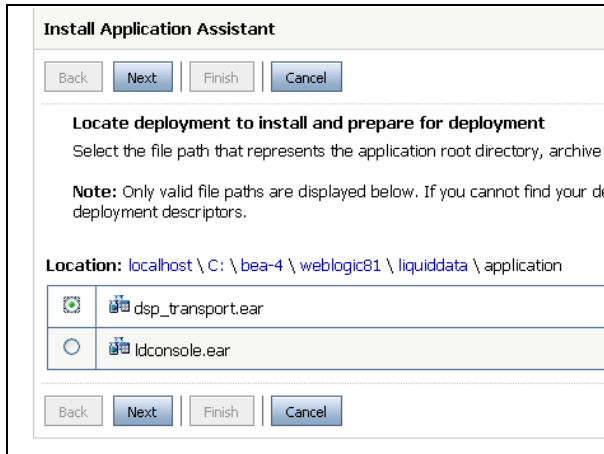 Install Application Assistant
Back Next Finish Cancel
Locate deployment to install and prepare for deployment
Select the file path that represents the application root directory, archive
Note: Only valid file paths are displayed below. If you cannot find your de
deployment descriptors.
Location: localhost \ C: \ bea-4 \ weblogic81 \ liquiddata \ application
dsp_transport.ear
ldconsole.ear
Back Next Finish Cancel